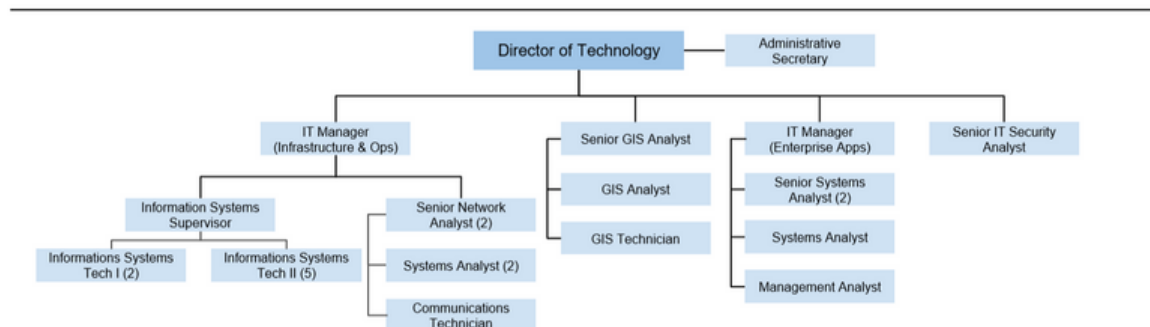 Director of Technology
Administrative
Secretary
IT Manager
(Infrastructure & Ops)
Senior GIS Analyst
IT Manager
(Enterprise Apps)
Senior IT Security
Analyst
GIS Analyst
Senior Systems
Analyst (2)
Information Systems
Supervisor
Senior Network
Analyst (2)
GIS Technician
Systems Analyst
Informations Systems
Tech I (2)
Informations Systems
Tech II (5)
Systems Analyst (2)
Management Analyst
Communications
Technician